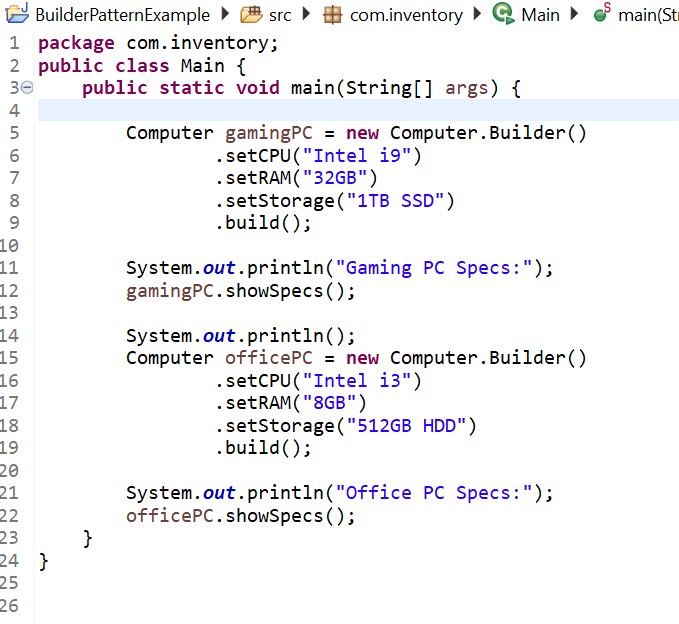 BuilderPatternExample src com.inventory Main main(St
1 package com.inventory;
2 public class Main {
3 public static void main(String[] args) {
4
5 Computer gamingPC = new Computer.Builder()
6 .setCPU("Intel i9")
7 .setRAM("32GB")
8 .setStorage("1TB SSD")
9 .build();
10
11 System.out.println("Gaming PC Specs:");
12 gamingPC.showSpecs();
13
14 System.out.println();
15 Computer officePC = new Computer.Builder()
16 .setCPU("Intel i3")
17 .setRAM("8GB")
18 .setStorage("512GB HDD")
19 .build();
20
21 System.out.println("Office PC Specs:");
22 officePC.showSpecs();
23 }
24 }
25
26